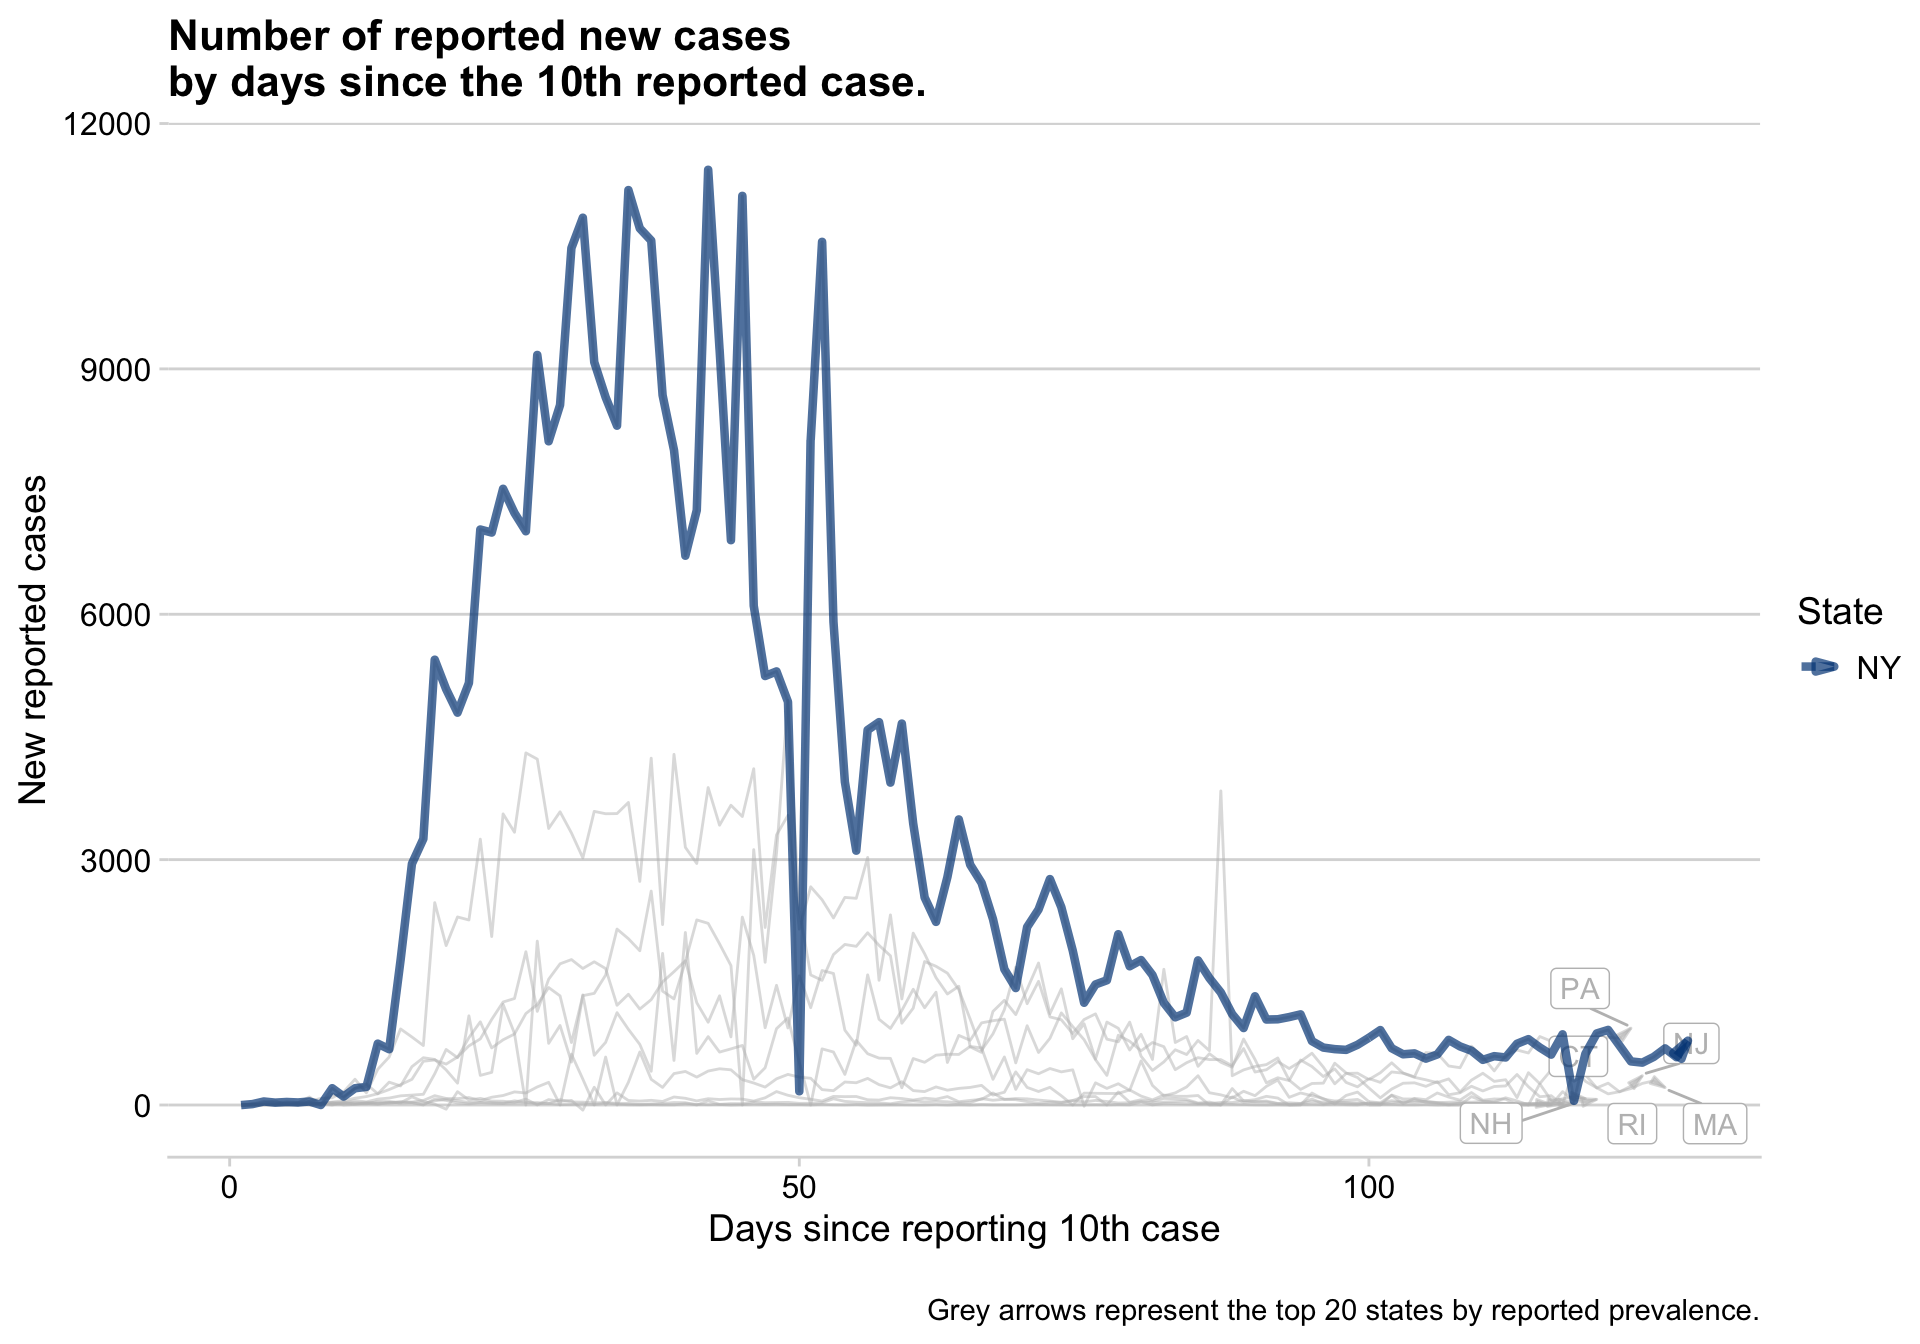 Number of reported new cases
by days since the 10th reported case.
12000
9000
6000
3000
0
New reported cases
State
NY
PA
NJ
CT
NH
RI
MA
0
50
100
Days since reporting 10th case
Grey arrows represent the top 20 states by reported prevalence.